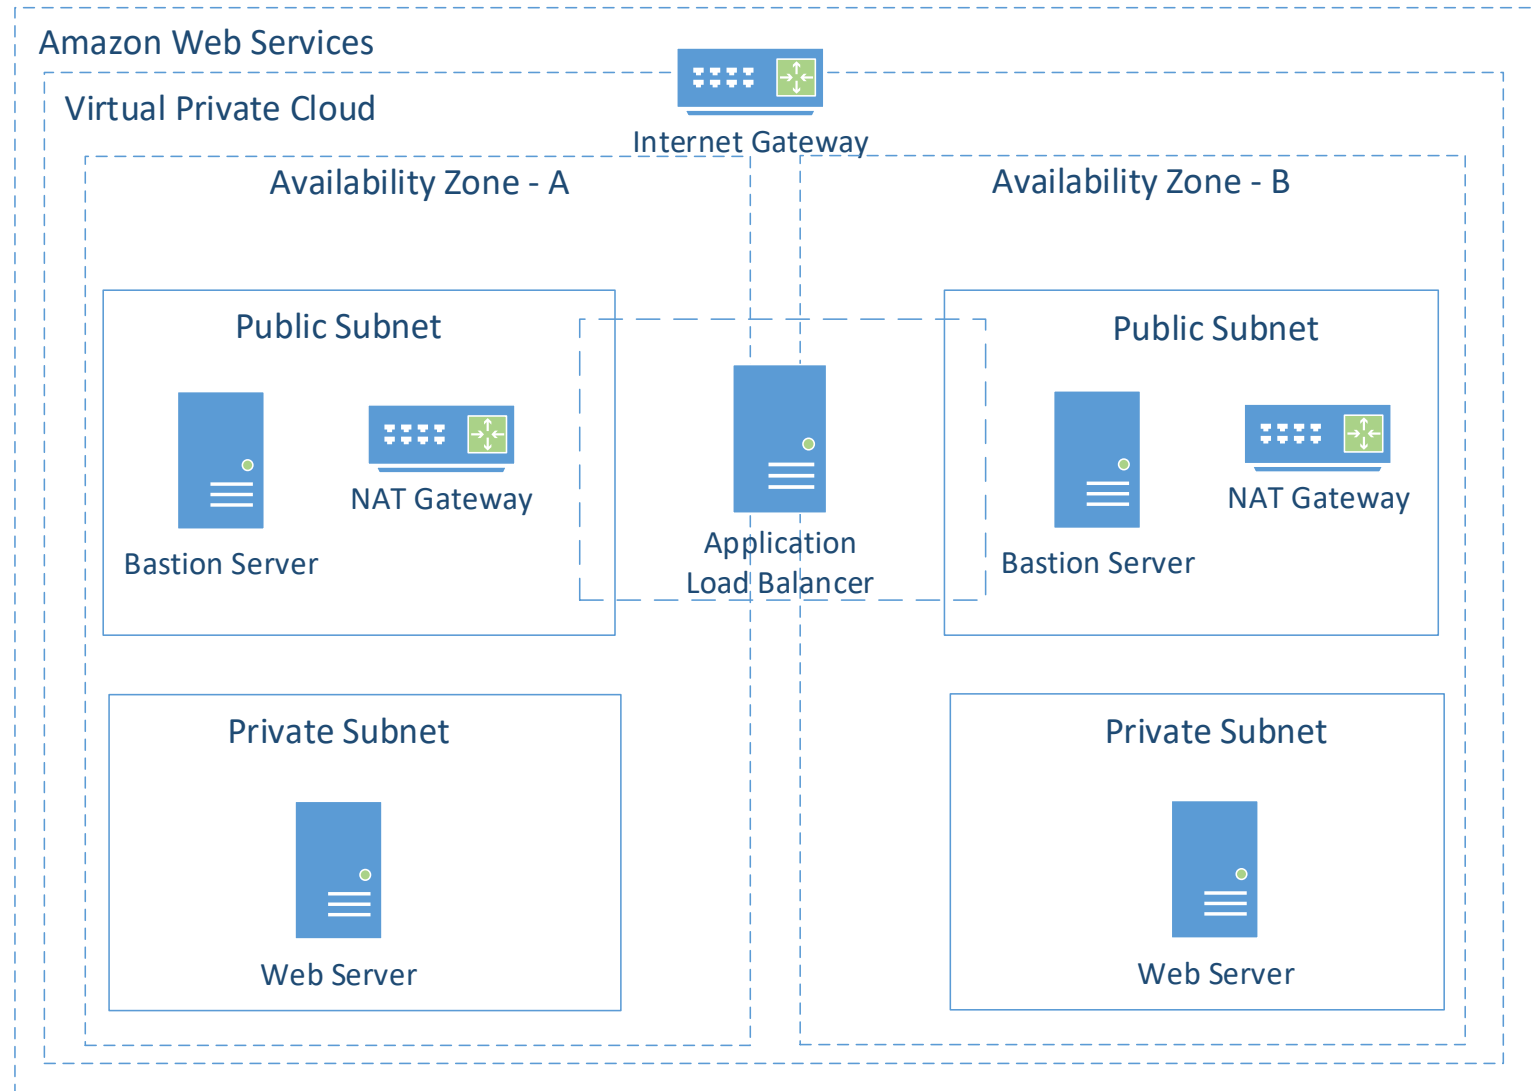 Amazon Web Services
Virtual Private Cloud
Internet Gateway
Availability Zone - A
Availability Zone - B
Public Subnet
Public Subnet
NAT Gateway
NAT Gateway
Bastion Server
Application
Load Balancer
Bastion Server
Private Subnet
Private Subnet
Web Server
Web Server